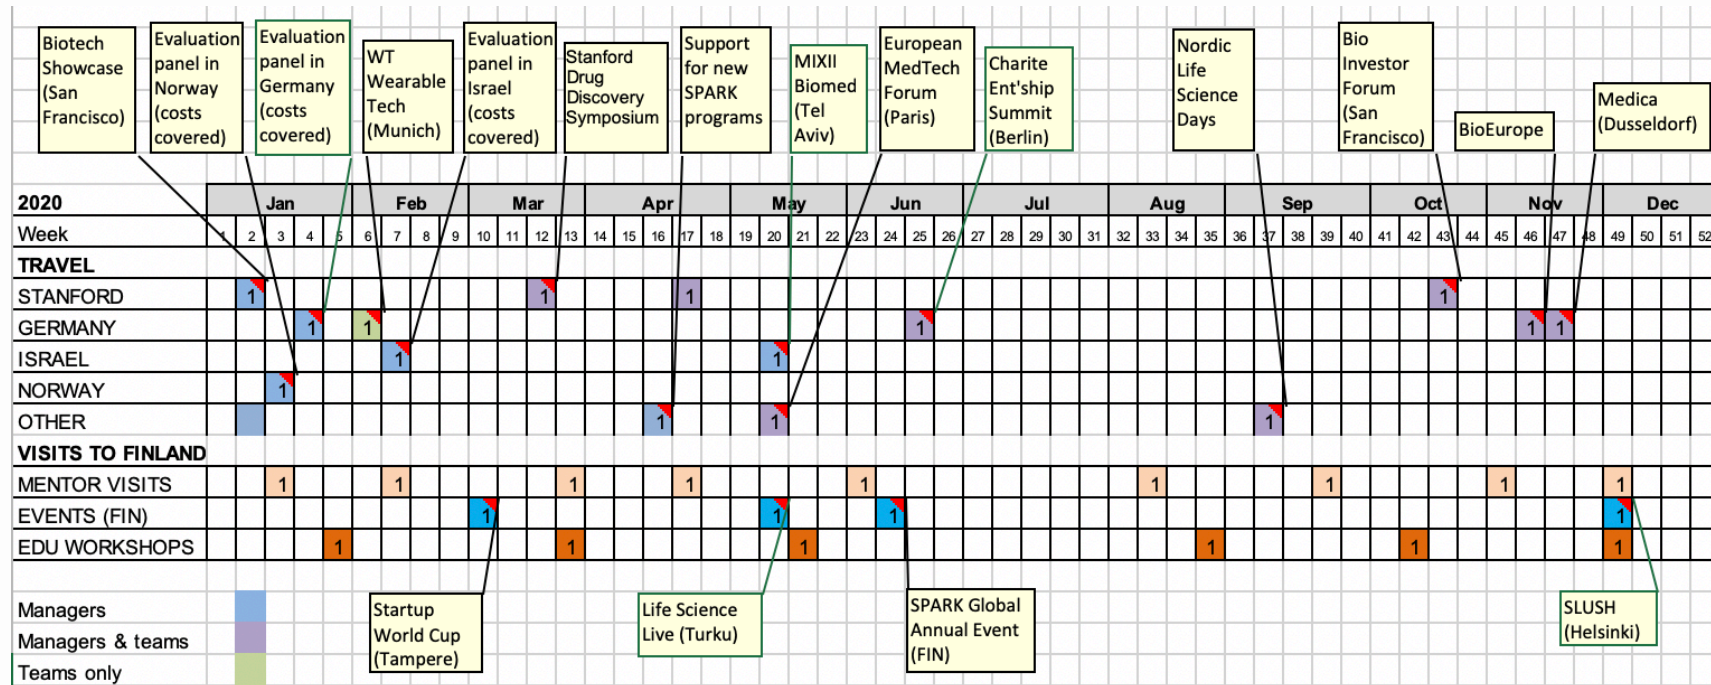 Biotech
Showcase
(San
Francisco)
Evaluation
panel in
Norway
(costs
covered)
Evaluation
panel in
Germany
(costs
covered)
WT
Wearable
Tech
(Munich)
Evaluation
panel in
Israel
(costs
covered)
Stanford
Drug
Discovery
Symposium
Support
for new
SPARK
programs
MIXII
Biomed
(Tel
Aviv)
European
MedTech
Forum
(Paris)
Charite
Ent'ship
Summit
(Berlin)
Nordic
Life
Science
Days
Bio
Investor
Forum
(San
Francisco)
BioEurope
Medica
(Dusseldorf)
2020 Jan Feb Mar Apr May Jun Jul Aug Sep Oct Nov Dec
Week 1 2 3 4 5 6 7 8 9 10 11 12 13 14 15 16 17 18 19 20 21 22 23 24 25 26 27 28 29 30 31 32 33 34 35 36 37 38 39 40 41 42 43 44 45 46 47 48 49 50 51 52
TRAVEL
STANFORD 1 1 1 1
GERMANY 1 1 1 1 1
ISRAEL 1 1
NORWAY 1
OTHER 1 1 1
VISITS TO FINLAND
MENTOR VISITS 1 1 1 1 1 1 1 1 1
EVENTS (FIN) 1 1 1 1
EDU WORKSHOPS 1 1 1 1 1 1
Managers
Managers & teams
Teams only
Startup
World Cup
(Tampere)
Life Science
Live (Turku)
SPARK Global
Annual Event
(FIN)
SLUSH
(Helsinki)